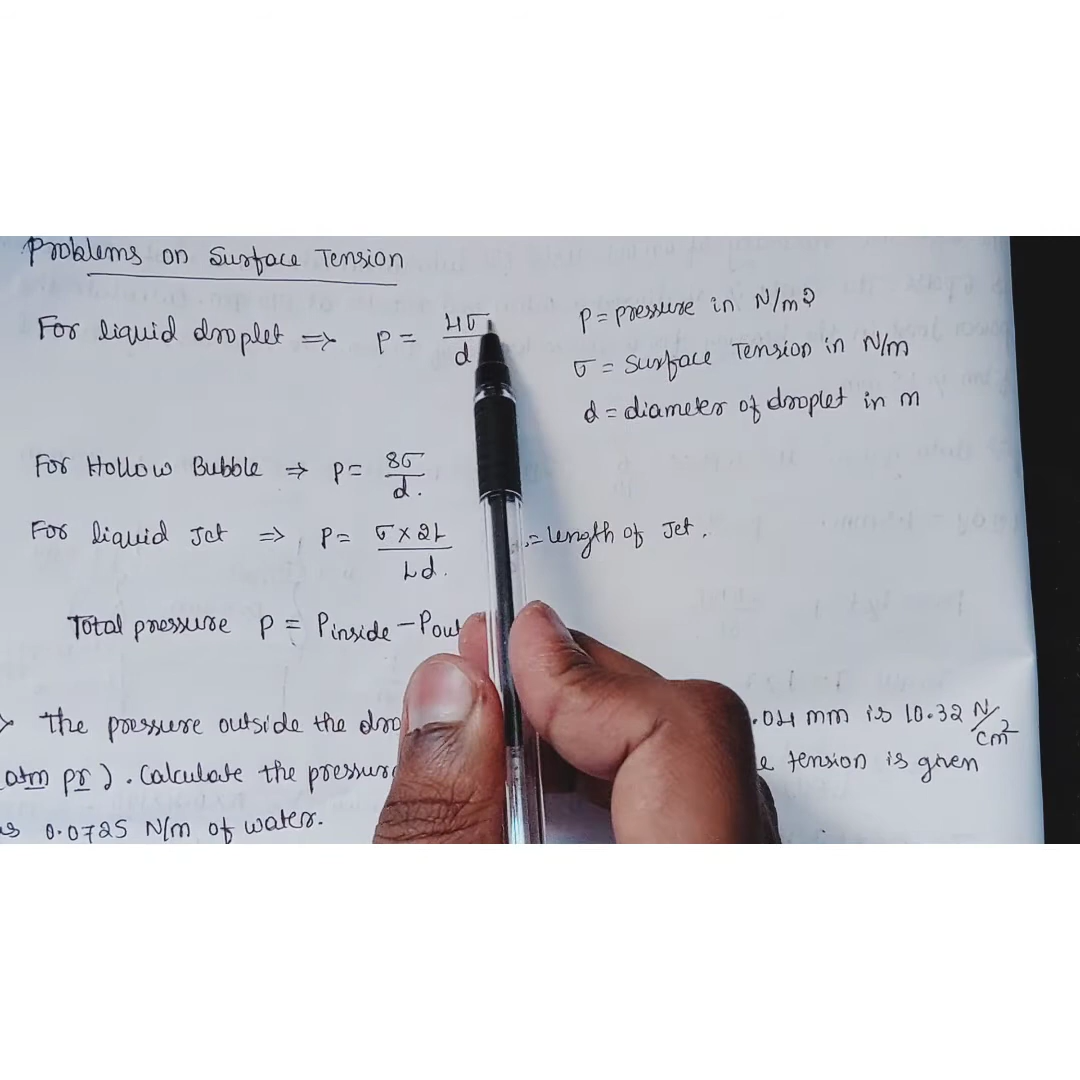 Problems on Surface Tension
For liquid droplet ⇒ P = 4σ/d
P = pressure in N/m²
σ = Surface Tension in N/m
d = diameter of droplet in m
For Hollow Bubble ⇒ P = 8σ/d.
For liquid Jet ⇒ P = σ × 2L/Ld.
= length of Jet.
Total pressure P = Pinside - Pout
The pressure outside the .04 mm is 10.32 N/cm²
atm pr). Calculate the tension is given
0.0725 N/m of water.